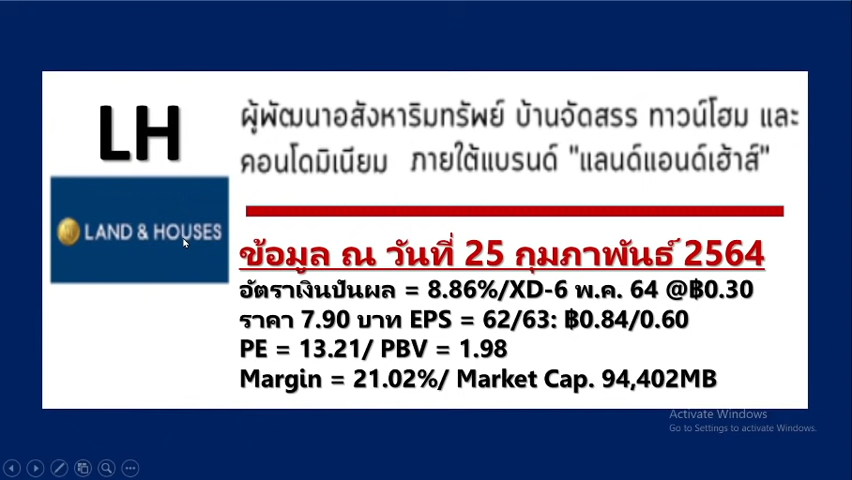 LH
ผู้พัฒนาอสังหาริมทรัพย์ บ้านจัดสรร ทาวน์โฮม และ
คอนโดมิเนียม ภายใต้แบรนด์ "แลนด์แอนด์เฮ้าส์"
LAND & HOUSES
ข้อมูล ณ วันที่ 25 กุมภาพันธ์ 2564
อัตราเงินปันผล = 8.86%/XD-6 พ.ค. 64 @฿0.30
ราคา 7.90 บาท EPS = 62/63: ฿0.84/0.60
PE = 13.21/ PBV = 1.98
Margin = 21.02%/ Market Cap. 94,402MB
Activate Windows
Go to Settings to activate Windows.